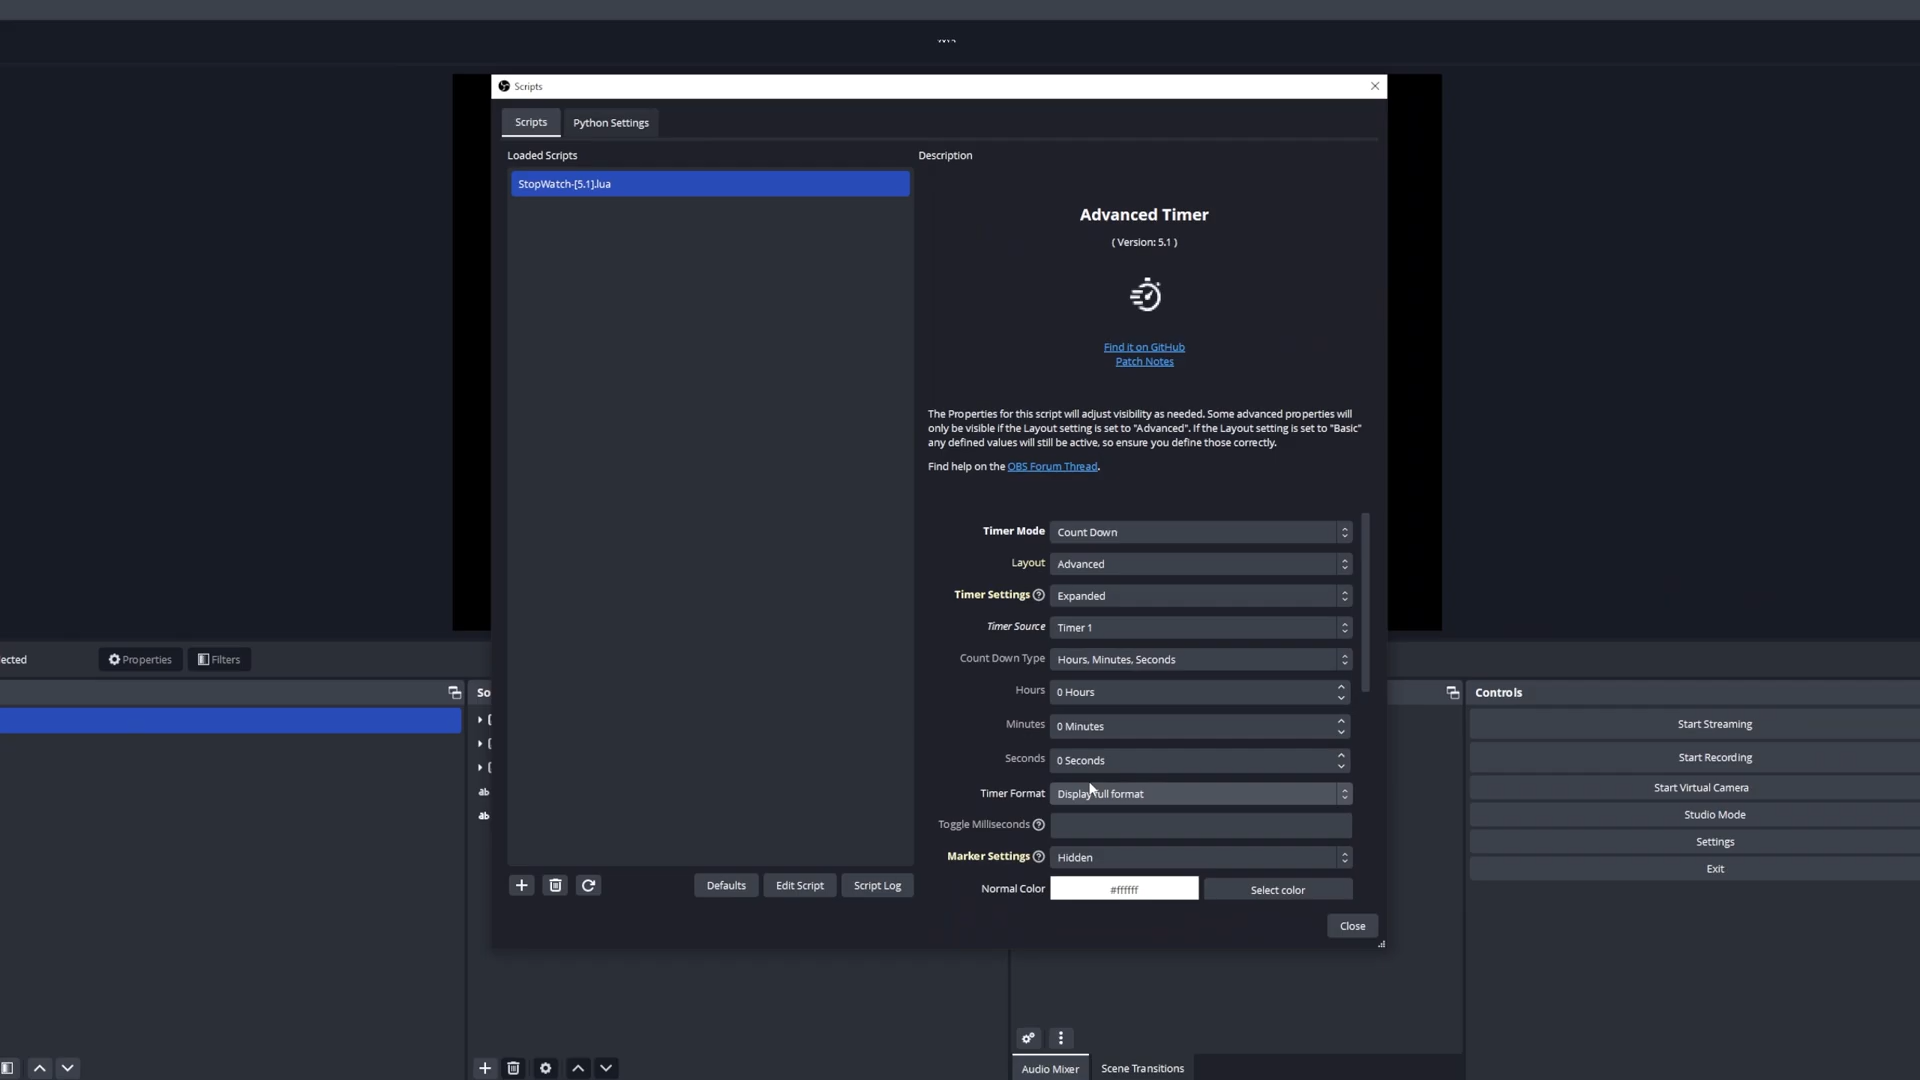 Scripts
Scripts
Python Settings
Loaded Scripts
Description
StopWatch-[5.1].lua
Advanced Timer
( Version: 5.1 )
Find it on GitHub
Patch Notes
The Properties for this script will adjust visibility as needed. Some advanced properties will
only be visible if the Layout setting is set to "Advanced". If the Layout setting is set to "Basic"
any defined values will still be active, so ensure you define those correctly.
Find help on the OBS Forum Thread.
Timer Mode Count Down
Layout Advanced
Timer Settings Expanded
Timer Source Timer 1
Count Down Type Hours, Minutes, Seconds
Hours 0 Hours
Minutes 0 Minutes
Seconds 0 Seconds
Timer Format Display full format
Toggle Milliseconds
Marker Settings Hidden
Normal Color #ffffff Select color
Defaults
Edit Script
Script Log
Close
ected
Properties
Filters
So
ab
ab
Controls
Start Streaming
Start Recording
Start Virtual Camera
Studio Mode
Settings
Exit
Audio Mixer
Scene Transitions